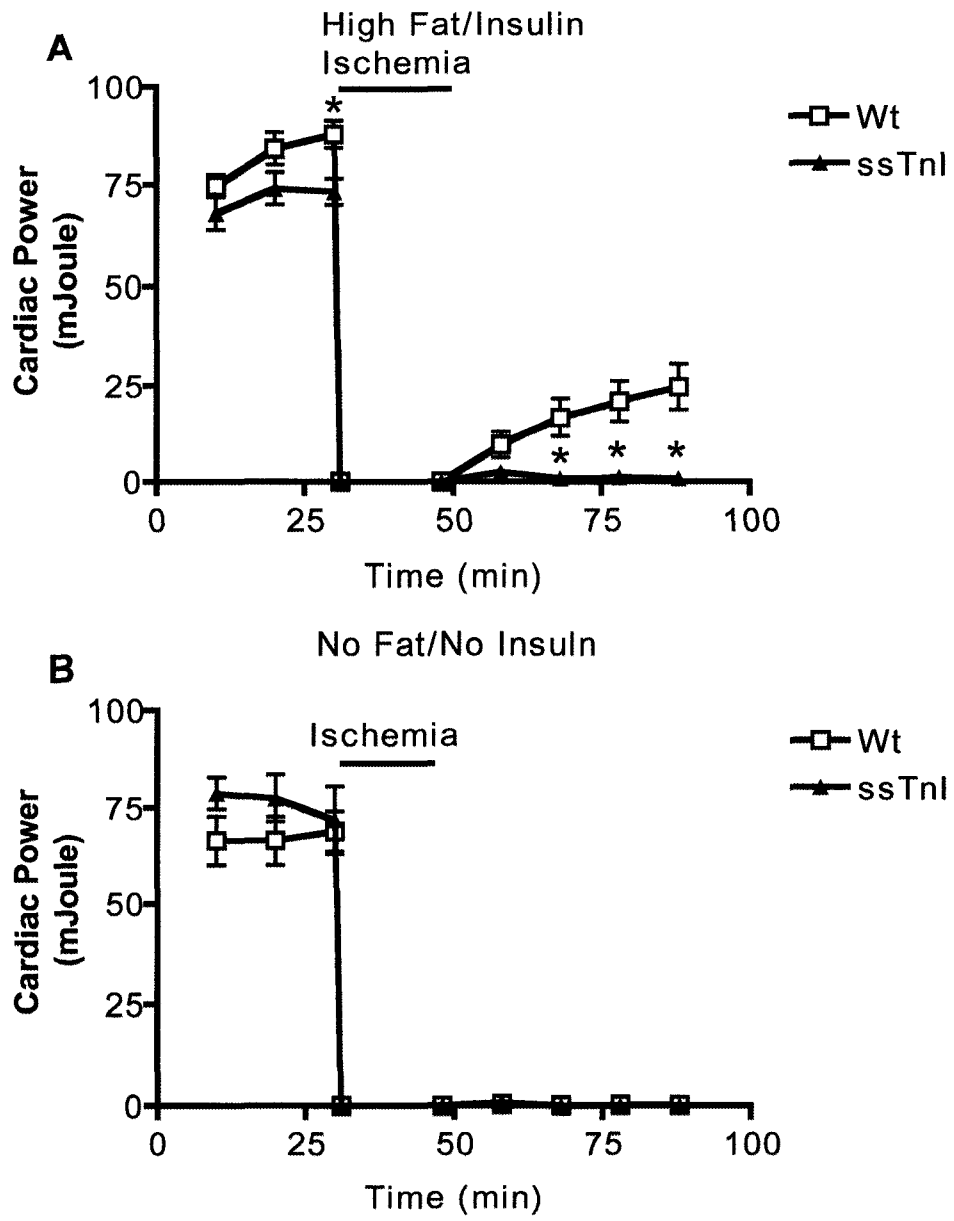 A
High Fat/Insulin
Ischemia
100
75
50
25
0
Cardiac Power
(mJoule)
*
* * *
Wt
ssTnI
0 25 50 75 100
Time (min)
No Fat/No Insuln
B
Ischemia
100
75
50
25
0
Cardiac Power
(mJoule)
Wt
ssTnI
0 25 50 75 100
Time (min)